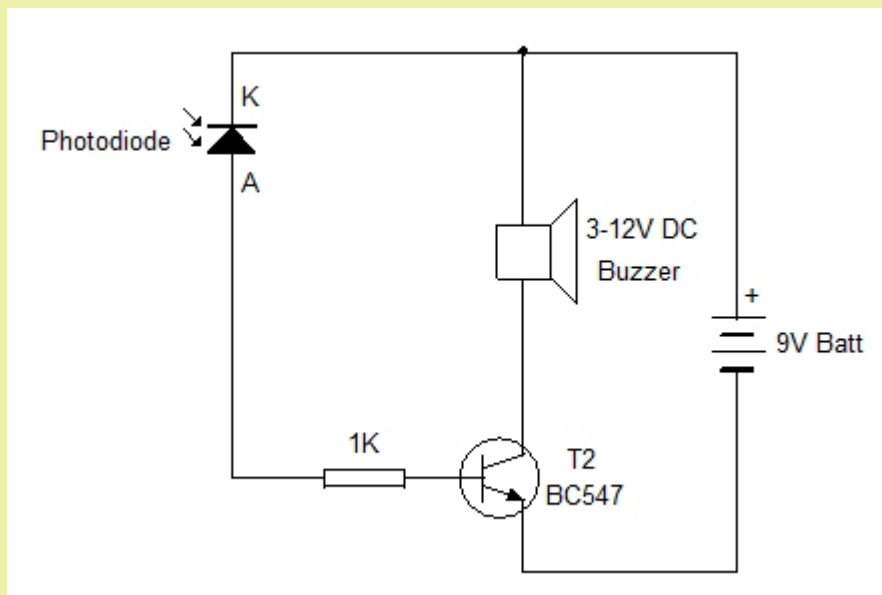 K
Photodiode
A
3-12V DC
Buzzer
+
9V Batt
1K
T2
BC547